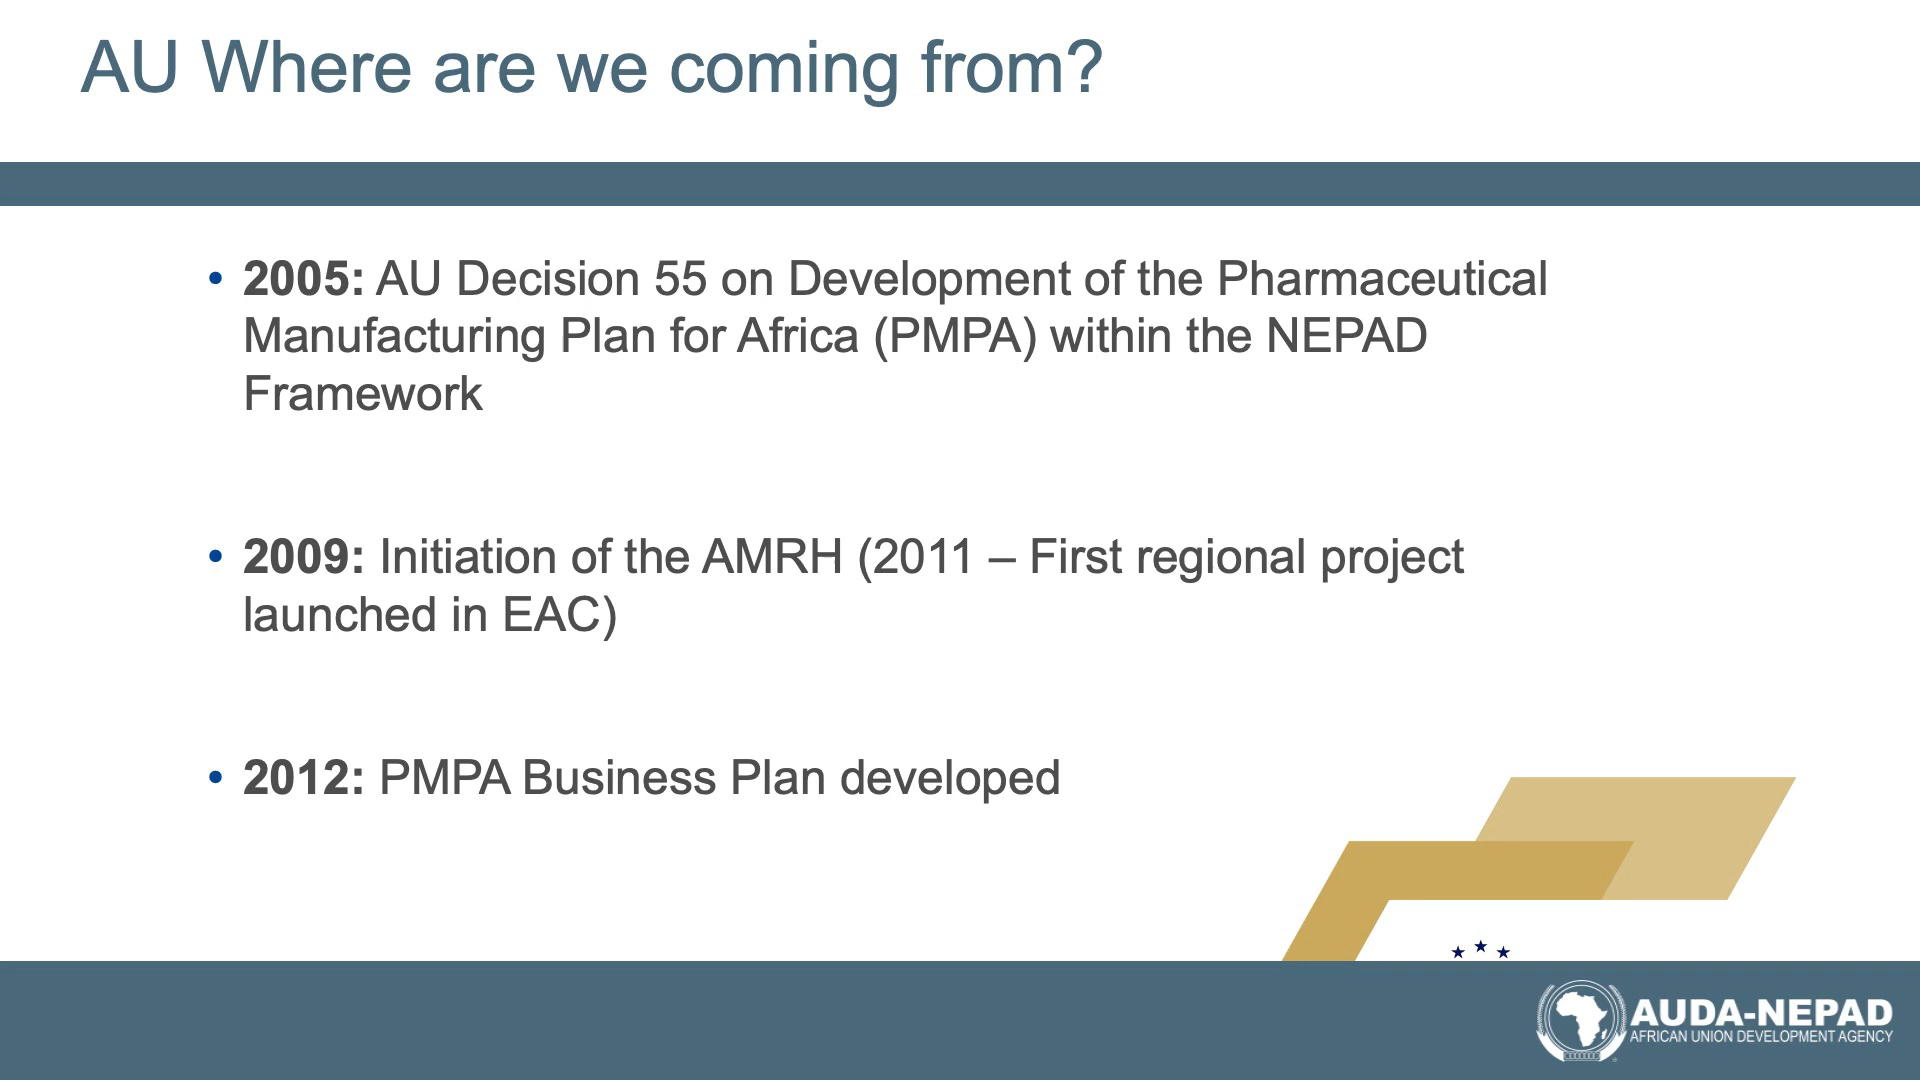 AU Where are we coming from?
• 2005: AU Decision 55 on Development of the Pharmaceutical
Manufacturing Plan for Africa (PMPA) within the NEPAD
Framework
• 2009: Initiation of the AMRH (2011 – First regional project
launched in EAC)
• 2012: PMPA Business Plan developed
AUDA-NEPAD
AFRICAN UNION DEVELOPMENT AGENCY